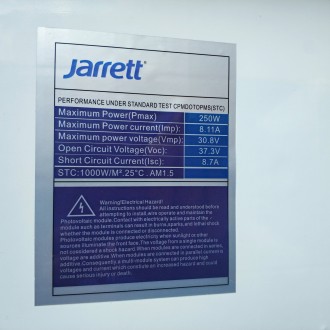 Jarrett
PERFORMANCE UNDER STANDARD TEST CPMDOTOPMS(STC)
Maximum Power(Pmax) 250W
Maximum Power current(Imp): 8.11A
Maximum power voltage(Vmp): 30.8V
Open Circuit Voltage(Voc): 37.3V
Short Circuit Current(Isc): 8.7A
STC:1000W/M².25°C .AM1.5
Warning/Electrical Hazard!
All instructions should be read and understood before
attempting to install,wire operate and maintain the
Photovoltaic module.Contact with electrically active parts of the
module such as terminals can result in burns,sparks,and lethal shock
whether the module is connected or disconnected.
Photovoltaic modules produce electricity when sunlight or other
sources illuminate the front face.The voltage from a single module is
not considered a shock hazard.When modules are connected in series,
voltages are additive.When modules are connected in parallel current is
additive.Consequently a multi-module system can produce high
voltages and current which constitute an increased hazard and could
cause serious injury or death.